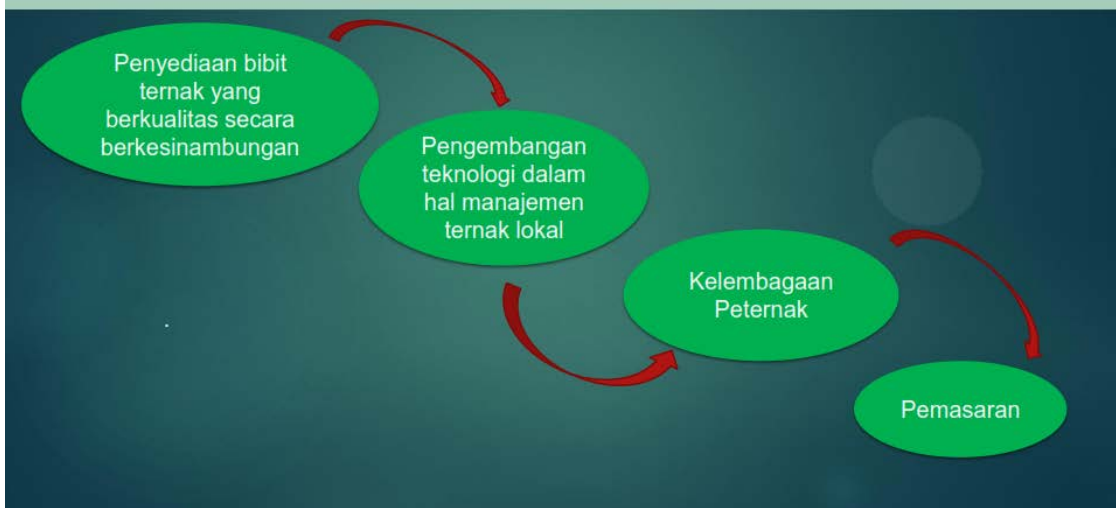 Penyediaan bibit
ternak yang
berkualitas secara
berkesinambungan
Pengembangan
teknologi dalam
hal manajemen
ternak lokal
Kelembagaan
Peternak
Pemasaran